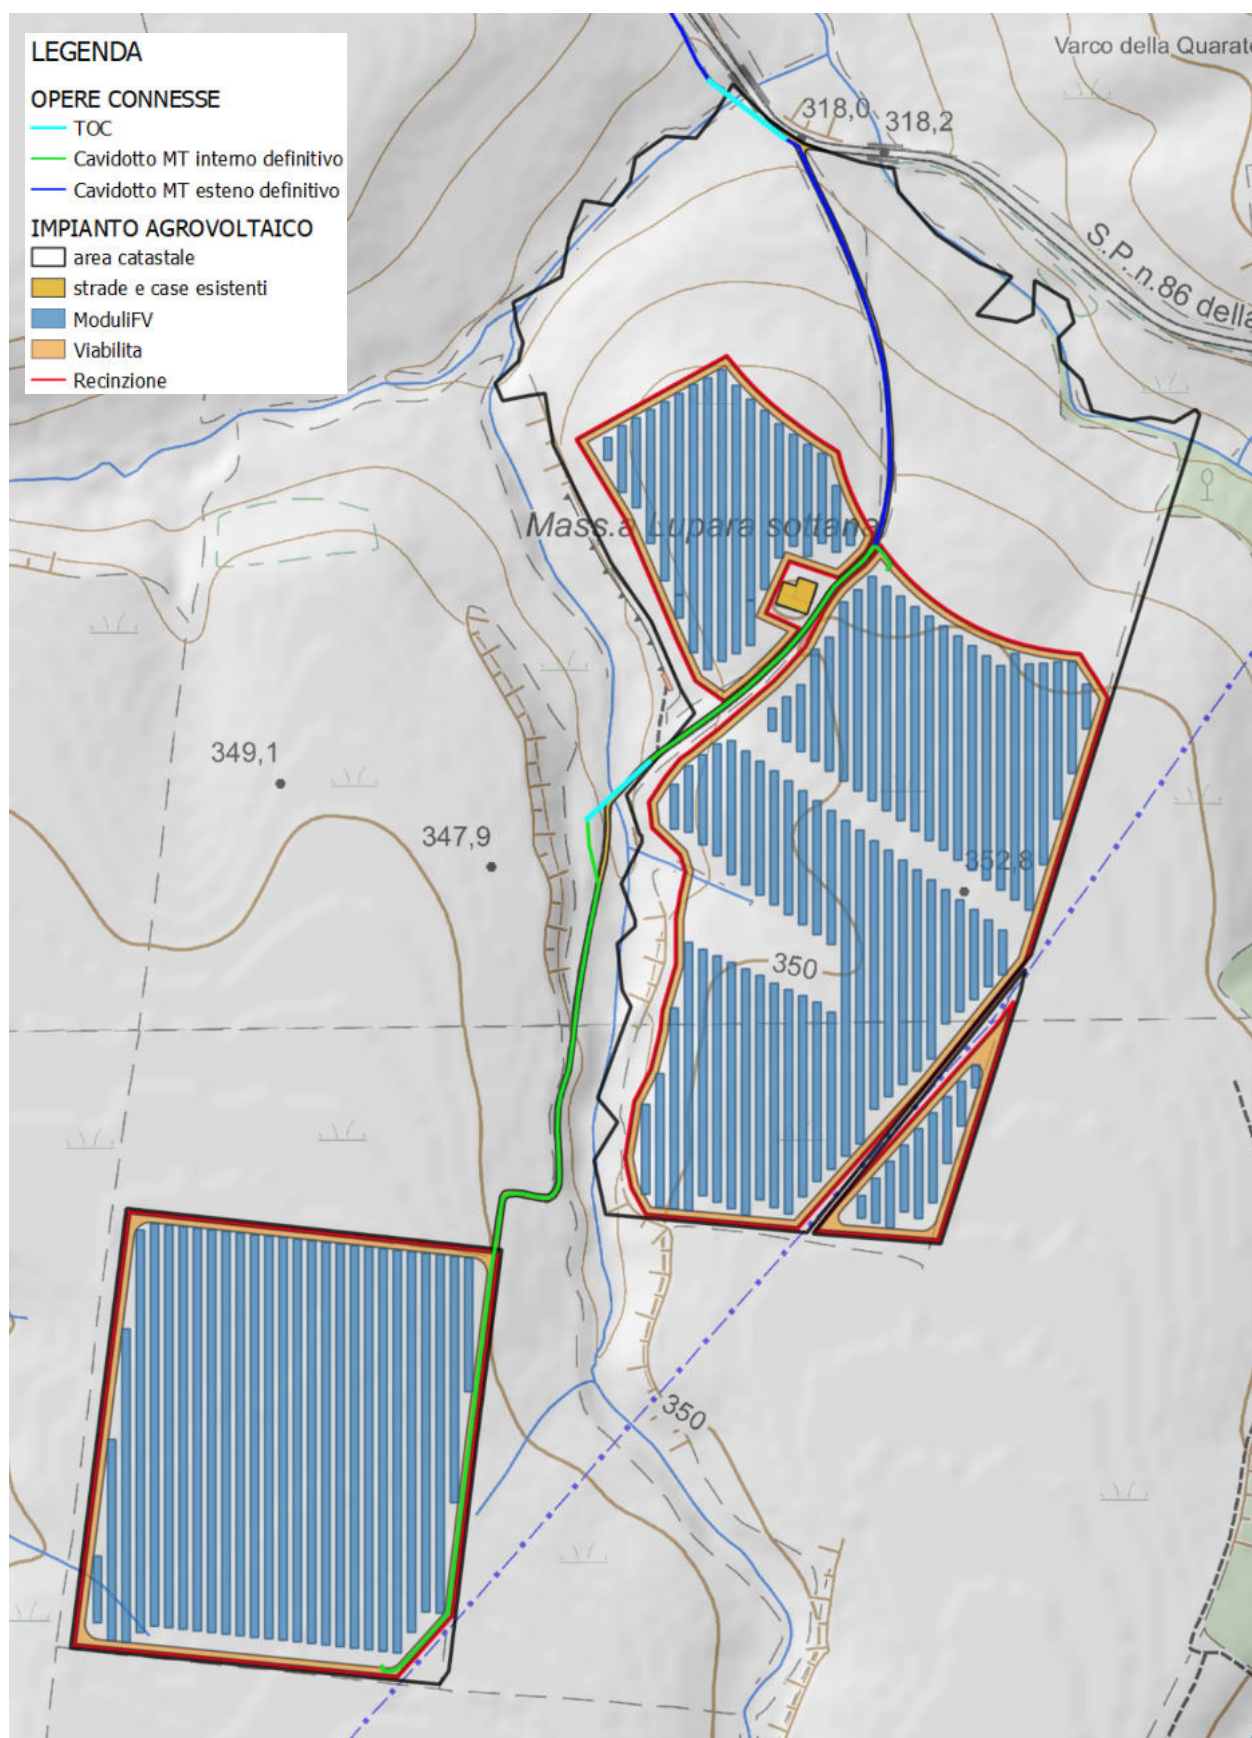 LEGENDA
OPERE CONNESSE
TOC
Cavidotto MT interno definitivo
Cavidotto MT esteno definitivo
IMPIANTO AGROVOLTAICO
area catastale
strade e case esistenti
ModuliFV
Viabilita
Recinzione
Varco della Quarate
318,0
318,2
S.P. n.86 della
Mass.a Lupara sottana
349,1
347,9
352,8
350
350